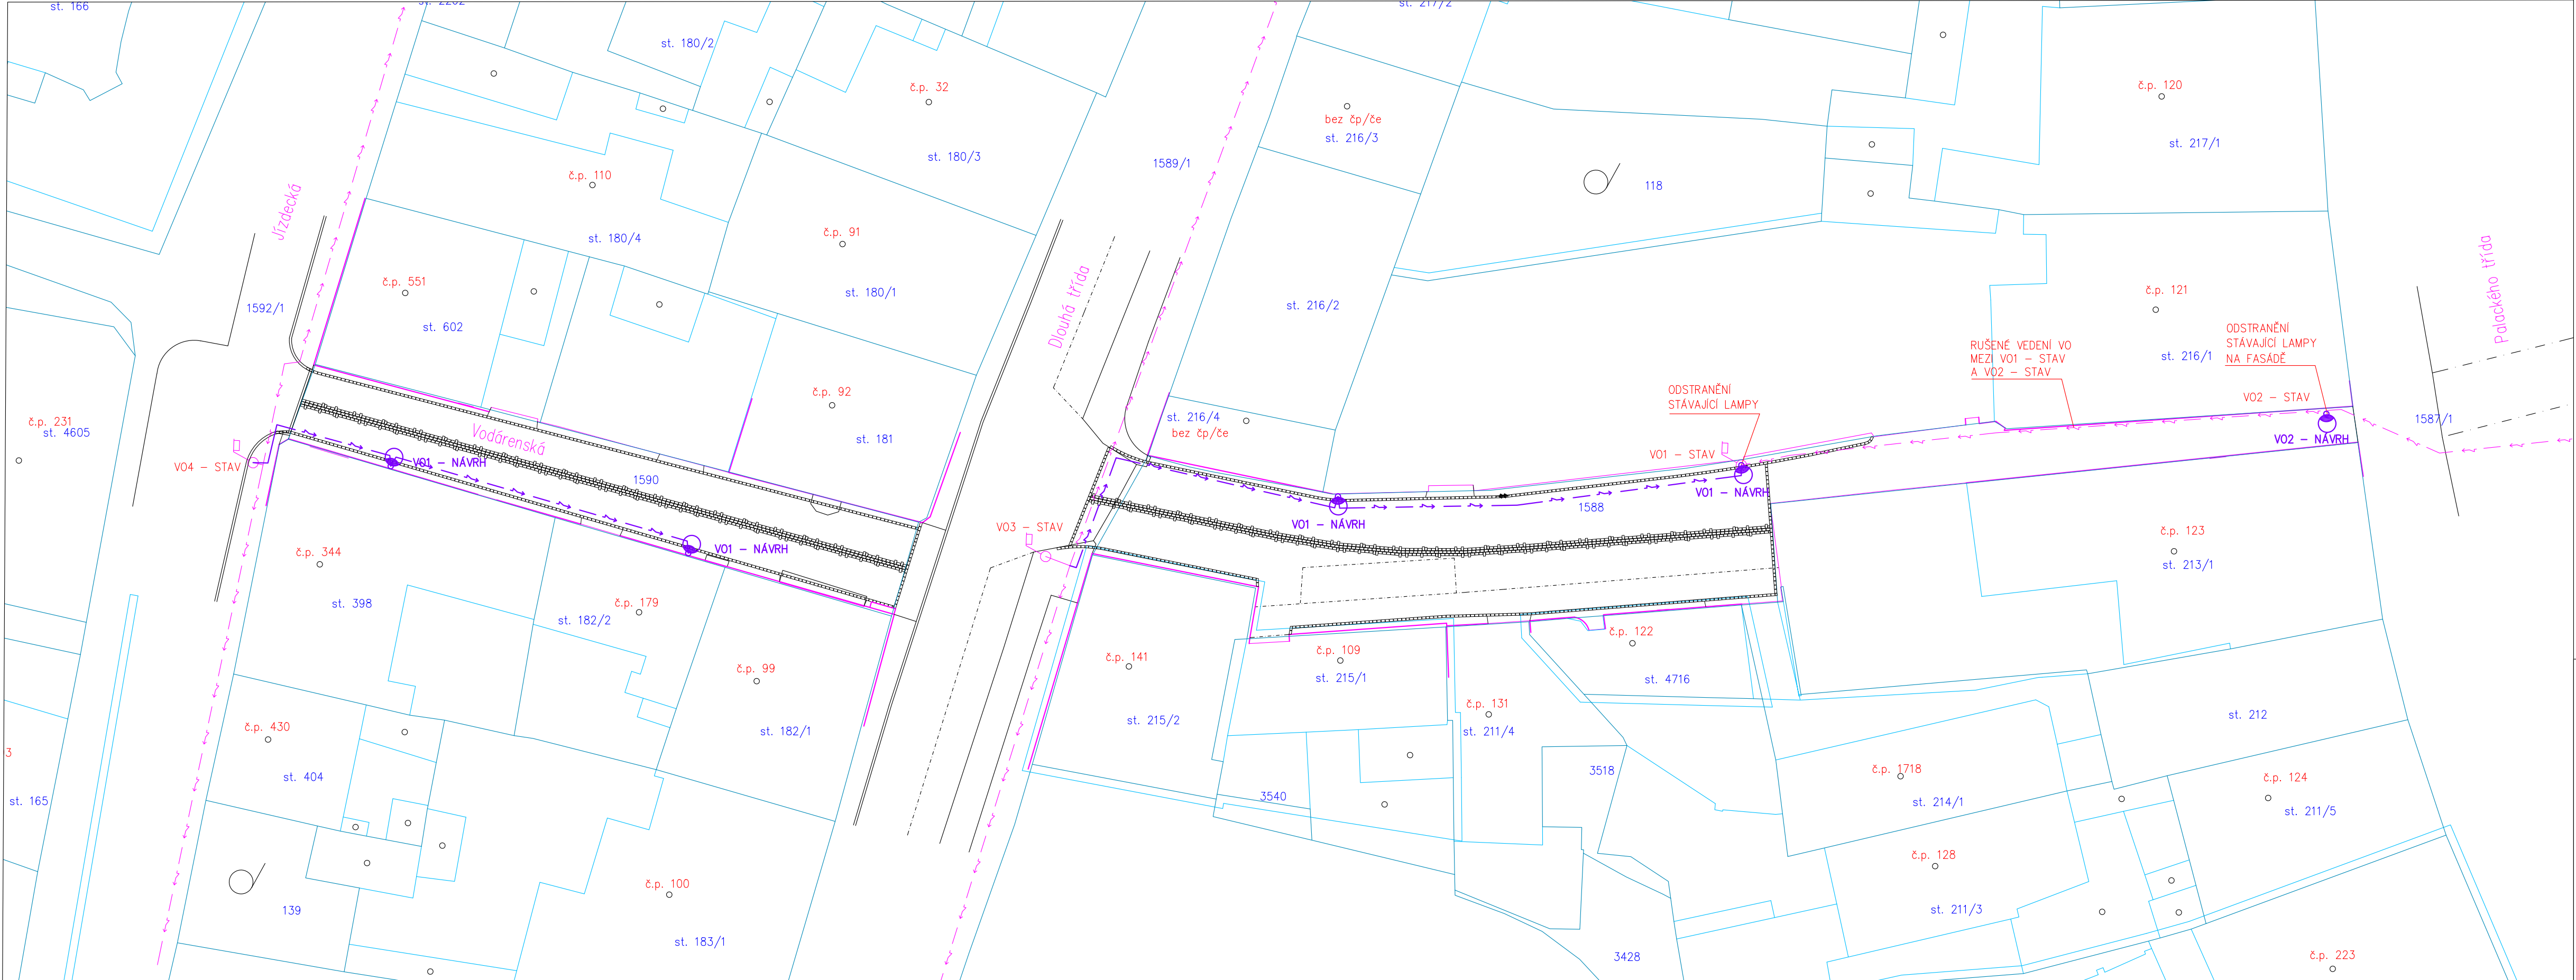 st. 166
st. 2202
st. 217/2
st. 180/2
č.p. 32
č.p. 120
bez čp/če
st. 216/3
st. 217/1
st. 180/3
1589/1
č.p. 110
118
Jízdecká
č.p. 91
st. 180/4
Palackého třída
č.p. 551
st. 180/1
Dlouhá třída
č.p. 121
1592/1
st. 602
st. 216/2
ODSTRANĚNÍ
STÁVAJÍCÍ LAMPY
NA FASÁDĚ
RUŠENÉ VEDENÍ VO
MEZI VO1 – STAV
A VO2 – STAV
st. 216/1
č.p. 92
ODSTRANĚNÍ
STÁVAJÍCÍ LAMPY
VO2 – STAV
č.p. 231
st. 4605
st. 216/4
bez čp/če
1587/1
Vodárenská
st. 181
VO2 – NÁVRH
VO4 – STAV
VO1 – NÁVRH
VO1 – STAV
1590
VO1 – NÁVRH
1588
VO1 – NÁVRH
VO3 – STAV
č.p. 123
č.p. 344
VO1 – NÁVRH
st. 213/1
st. 398
č.p. 179
st. 182/2
č.p. 122
č.p. 99
č.p. 141
č.p. 109
st. 215/1
st. 4716
č.p. 430
st. 182/1
st. 215/2
č.p. 131
st. 211/4
st. 212
3
st. 404
3518
č.p. 1718
č.p. 124
st. 165
3540
st. 214/1
st. 211/5
č.p. 128
č.p. 100
139
st. 211/3
st. 183/1
3428
č.p. 223